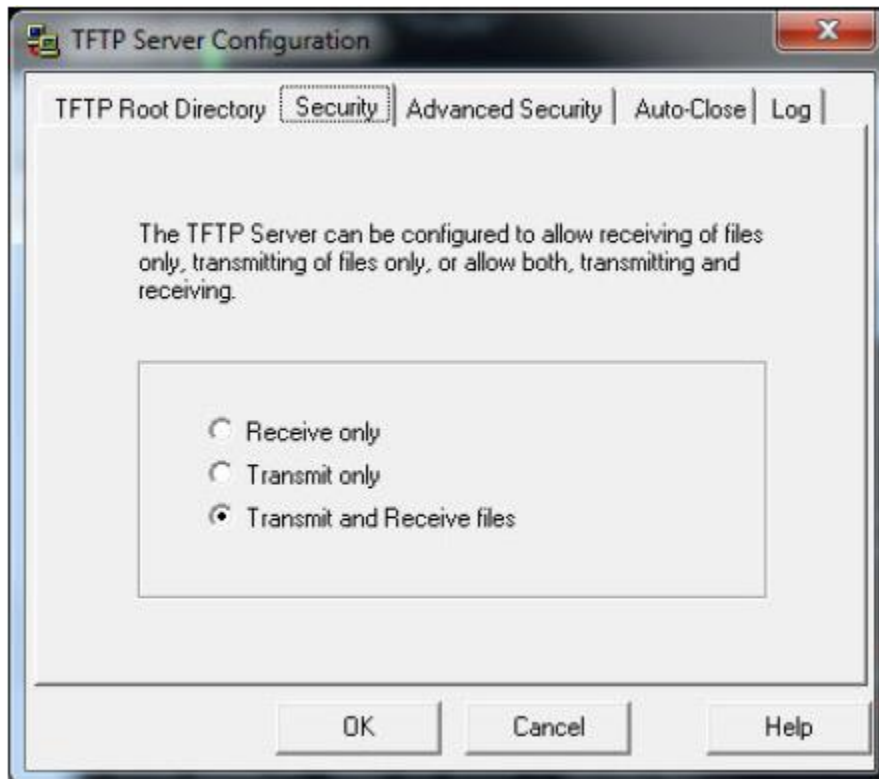 TFTP Server Configuration
TFTP Root Directory Security Advanced Security Auto-Close Log
The TFTP Server can be configured to allow receiving of files
only, transmitting of files only, or allow both, transmitting and
receiving.
Receive only
Transmit only
Transmit and Receive files
OK Cancel Help